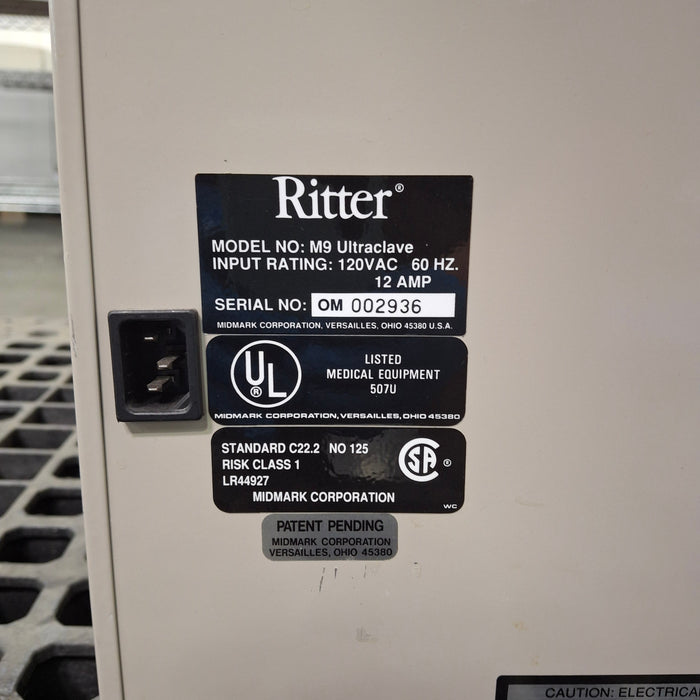 Ritter®
MODEL NO: M9 Ultraclave
INPUT RATING: 120VAC 60 HZ.
12 AMP
SERIAL NO: OM 002936
MIDMARK CORPORATION, VERSAILLES, OHIO 45380 U.S.A.
UL ®
LISTED
MEDICAL EQUIPMENT
507U
MIDMARK CORPORATION, VERSAILLES, OHIO 45380
STANDARD C22.2 NO 125
RISK CLASS 1
LR44927
SA ®
MIDMARK CORPORATION
WC
PATENT PENDING
MIDMARK CORPORATION
VERSAILLES, OHIO 45380
CAUTION: ELECTRICA